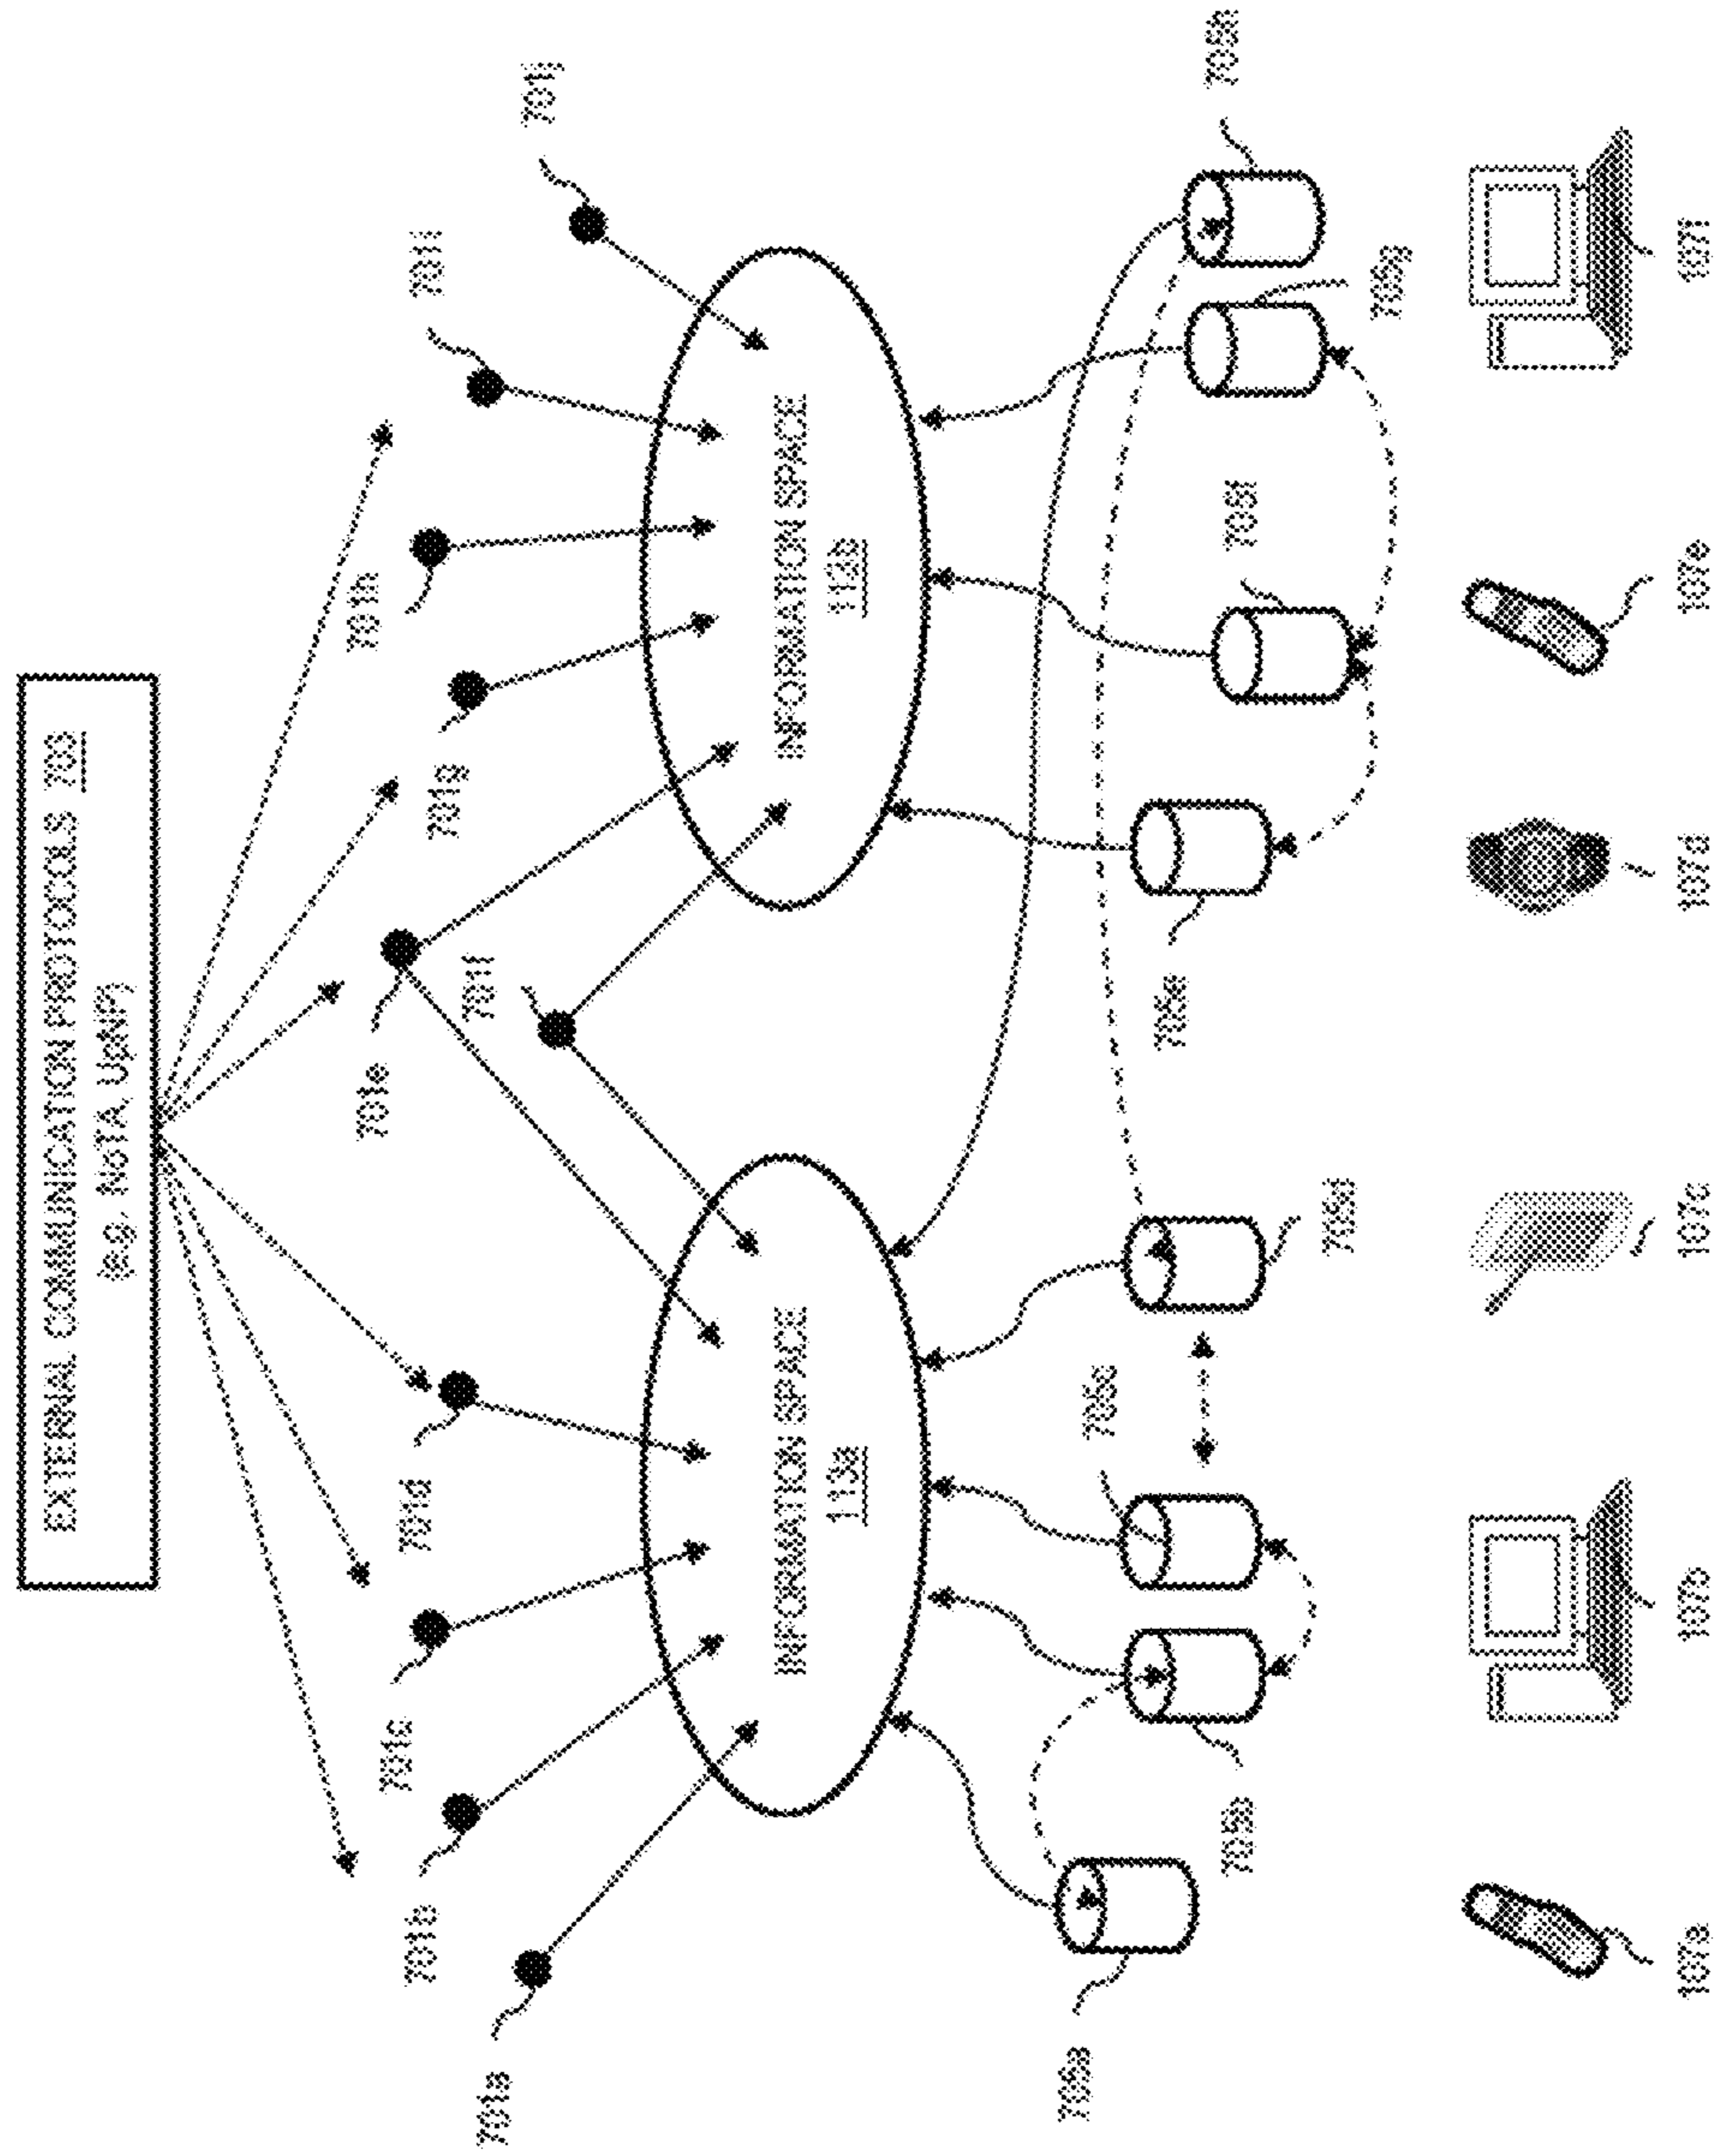 EXTERNAL COMMUNICATION PROTOCOLS 703
(e.g. NoTA, UpNP)
701a
701b
701c
701d
701e
701f
701g
701h
701i
701j
INFORMATION SPACE
113a
INFORMATION SPACE
113b
705a
705b
705c
705d
705e
705f
705g
705h
107a
107b
107c
107d
107e
107f